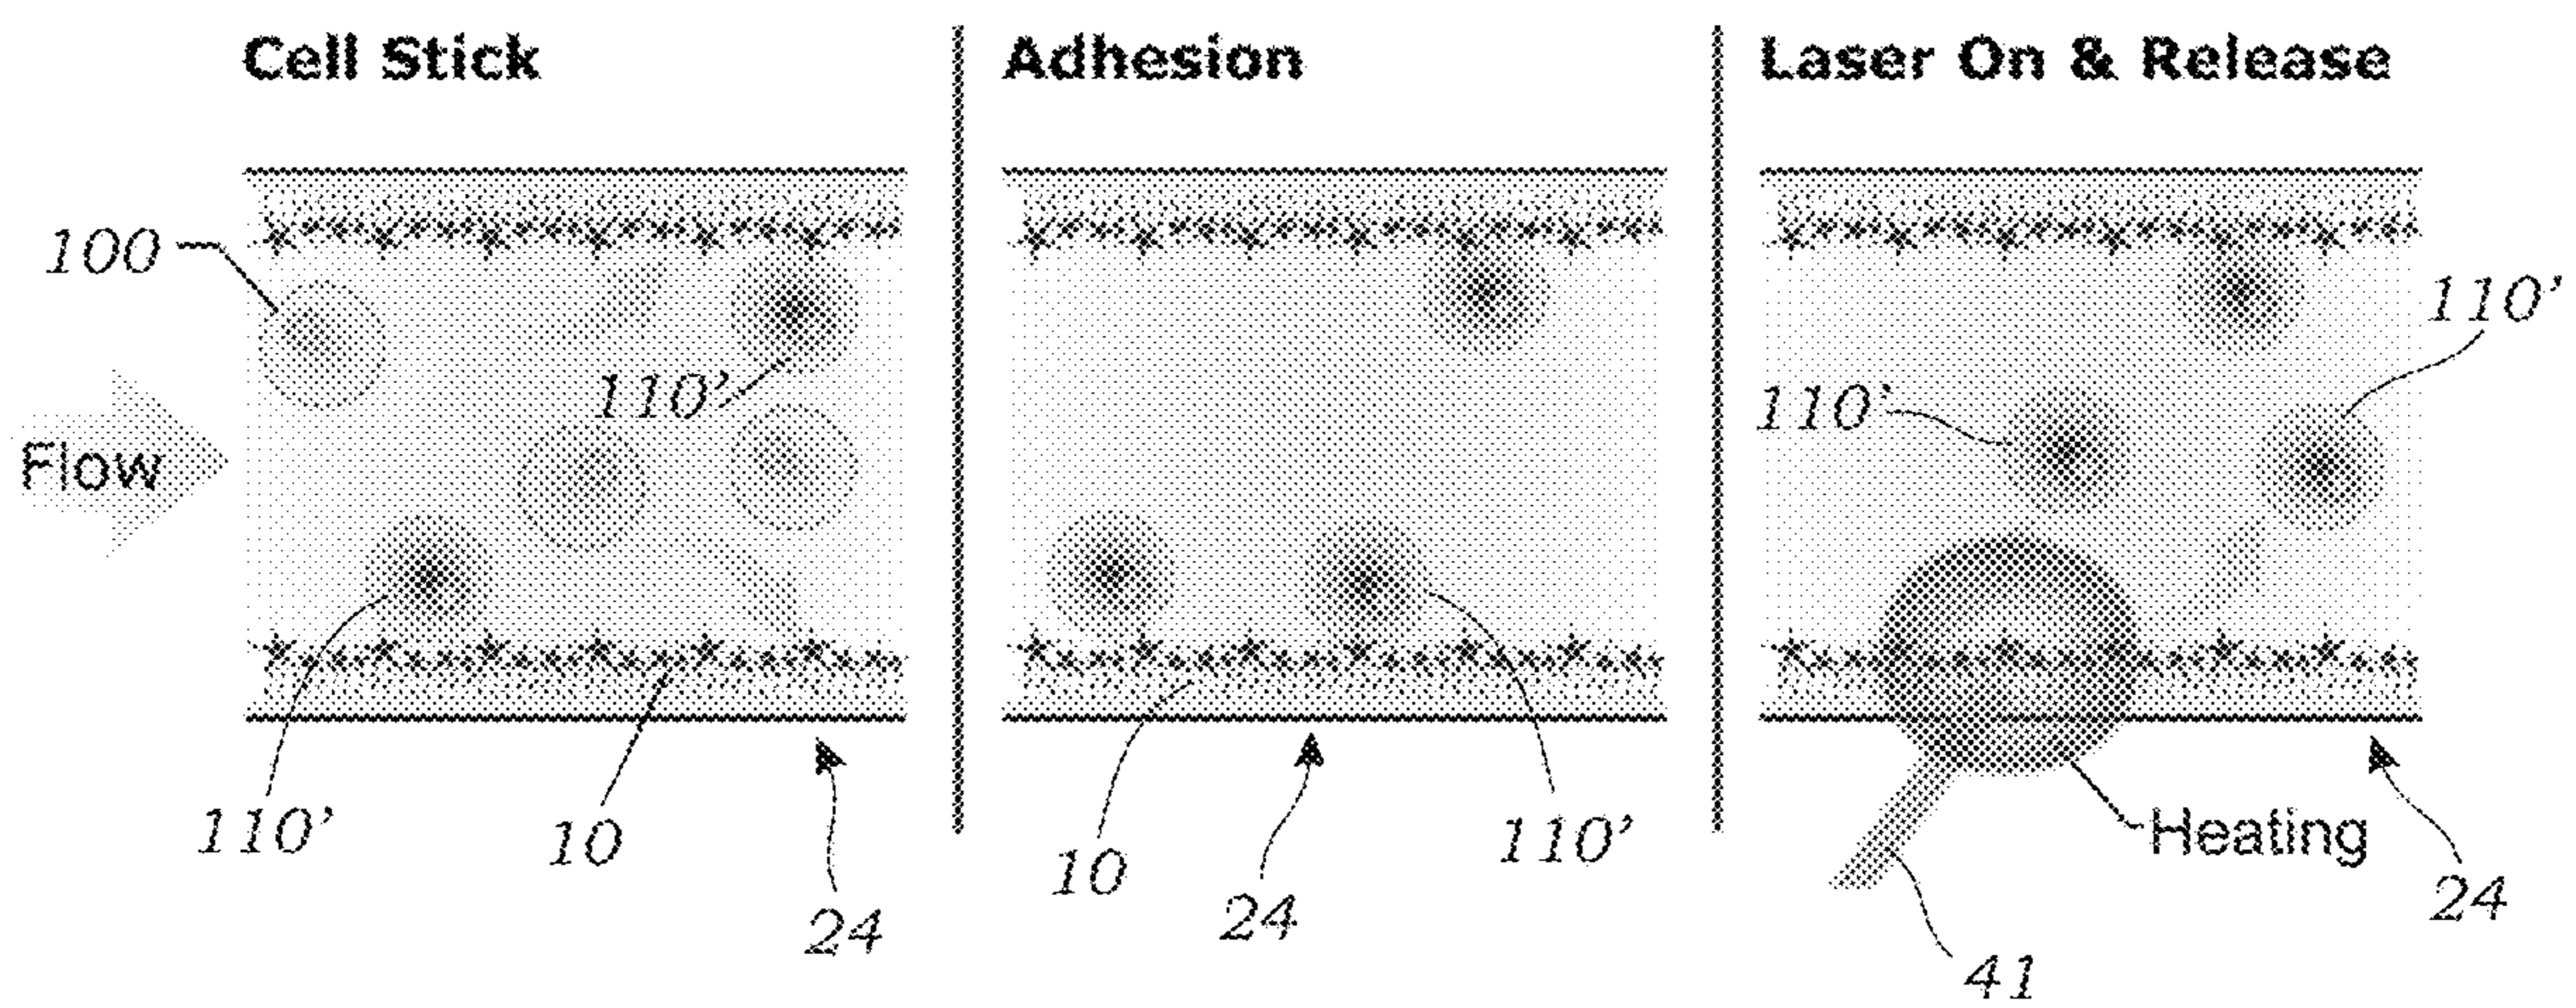 Cell Stick
Adhesion
Laser On & Release
100
110’
Flow
110’
10
24
10
24
110’
110’
110’
Heating
24
41